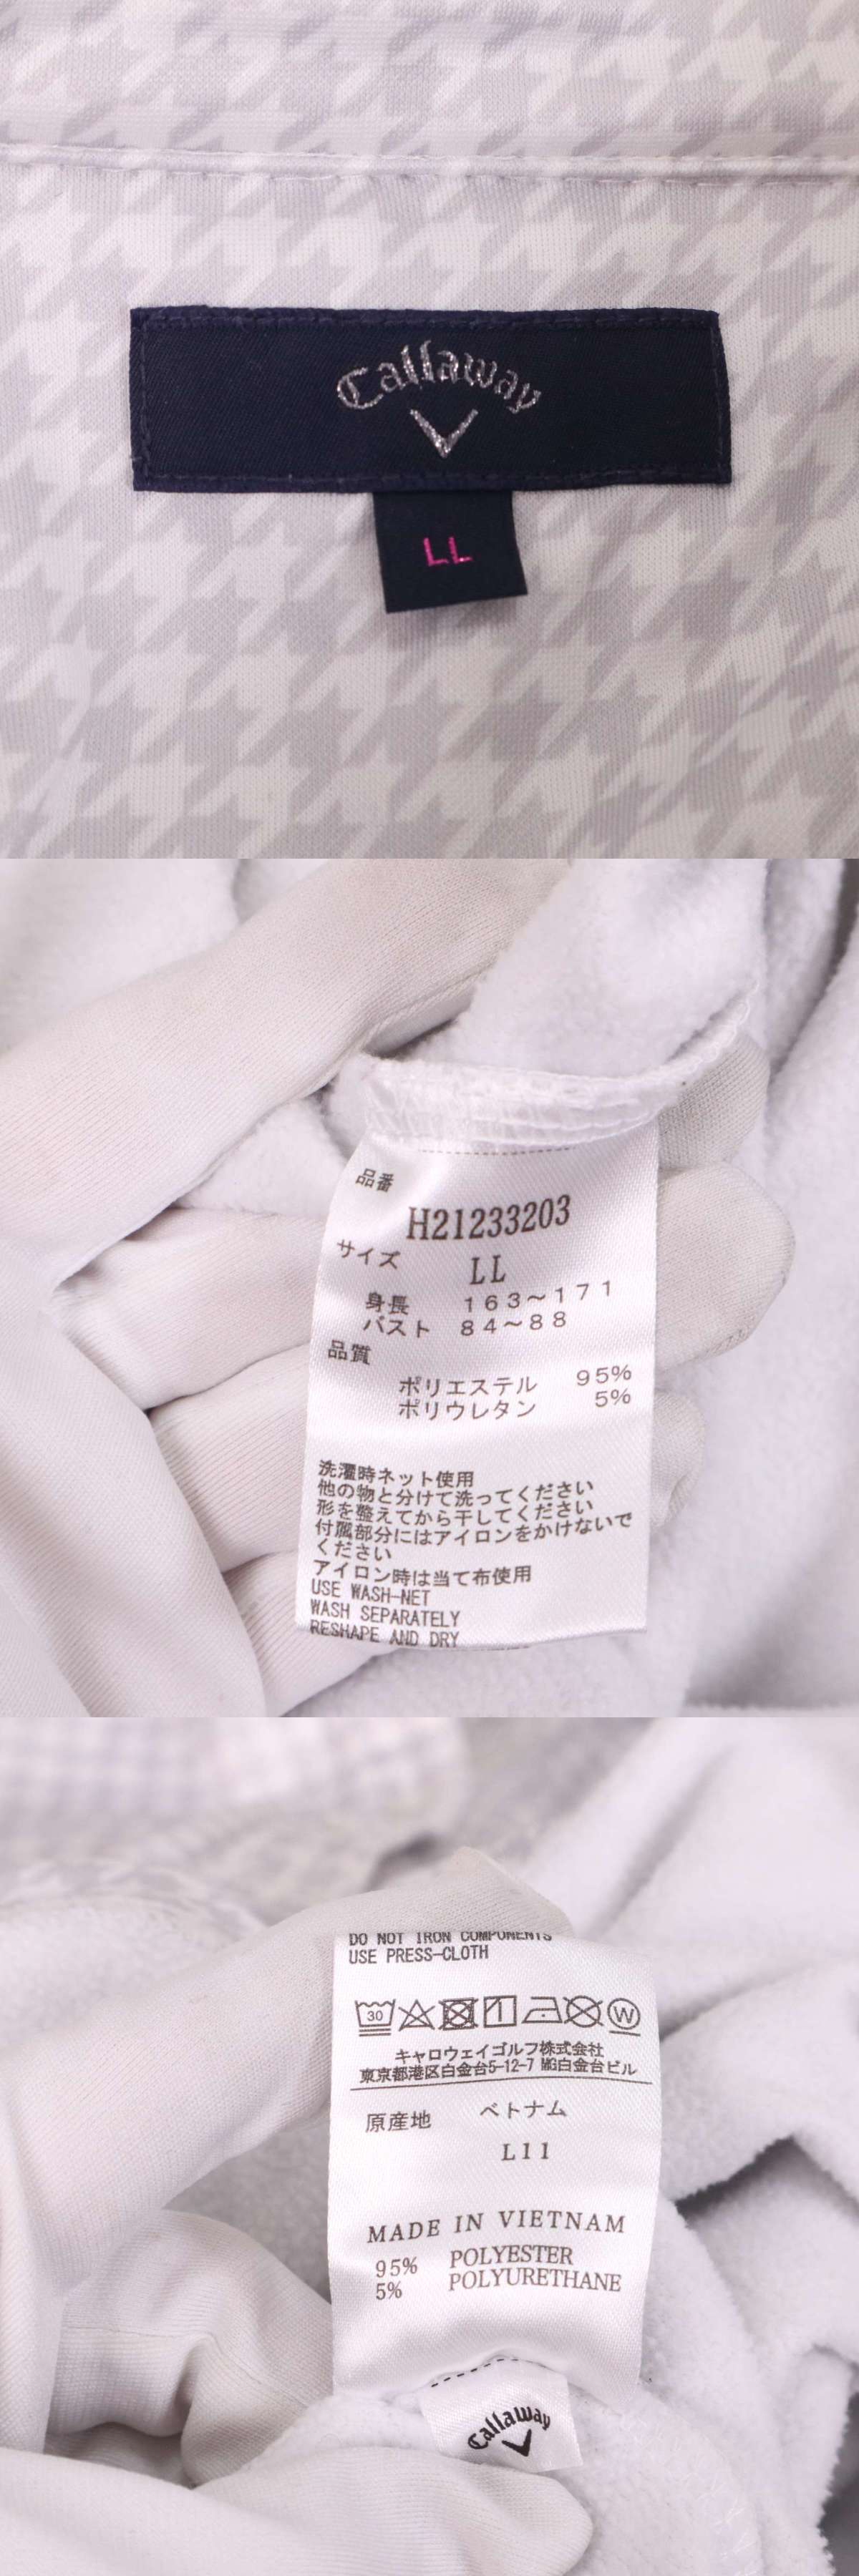 Callaway
LL
品番
H21233203
サイズ
LL
身長 163~171
バスト 84~88
品質
ポリエステル 95%
ポリウレタン 5%
洗濯時ネット使用
他の物と分けて洗ってください
形を整えてから干してください
付属部分にはアイロンをかけないで
ください
アイロン時は当て布使用
USE WASH-NET
WASH SEPARATELY
RESHAPE AND DRY
DO NOT IRON COMPONENTS
USE PRESS-CLOTH
30 W
キャロウェイゴルフ株式会社
東京都港区白金台5-12-7 MG白金台ビル
原産地 ベトナム
L11
MADE IN VIETNAM
95% POLYESTER
5% POLYURETHANE
Callaway